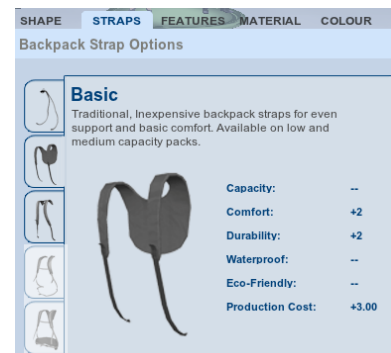 SHAPE STRAPS FEATURES MATERIAL COLOUR
Backpack Strap Options
Basic
Traditional, Inexpensive backpack straps for even
support and basic comfort. Available on low and
medium capacity packs.
Capacity: --
Comfort: +2
Durability: +2
Waterproof: --
Eco-Friendly: --
Production Cost: +3.00